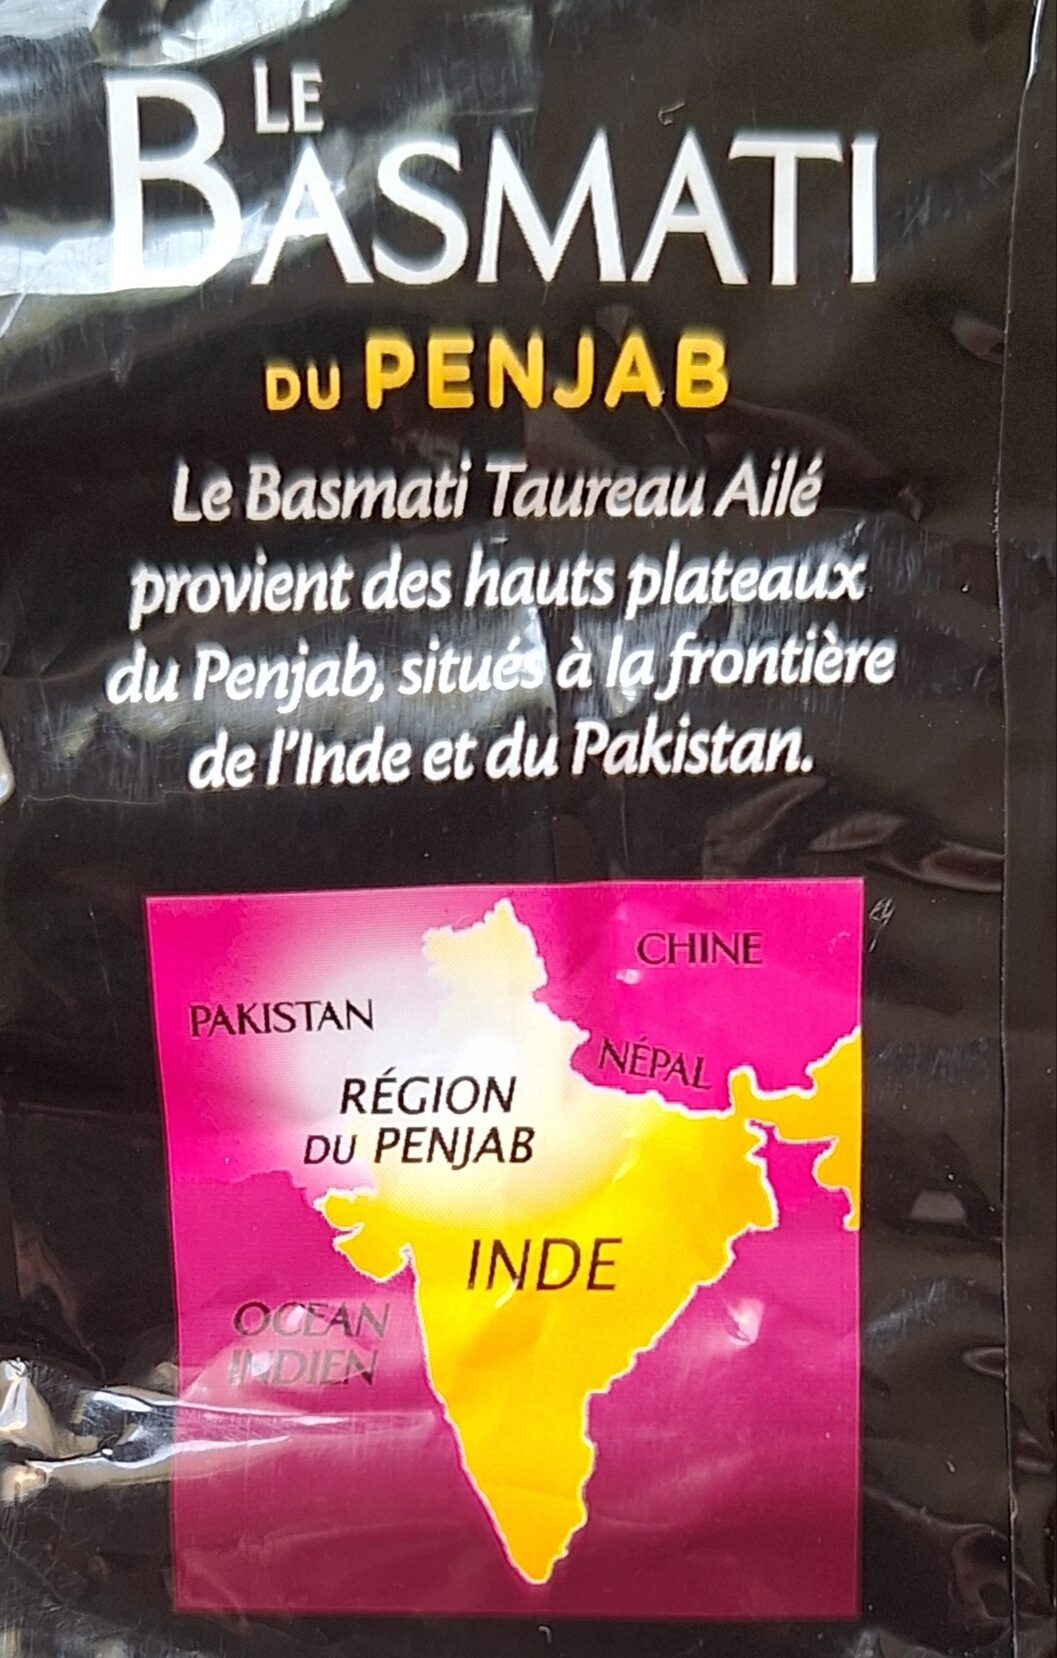 LE
BASMATI
DU PENJAB
Le Basmati Taureau Ailé
provient des hauts plateaux
du Penjab, situés à la frontière
de l'Inde et du Pakistan.
CHINE
PAKISTAN
NÉPAL
RÉGION
DU PENJAB
INDE
OCEAN
INDIEN